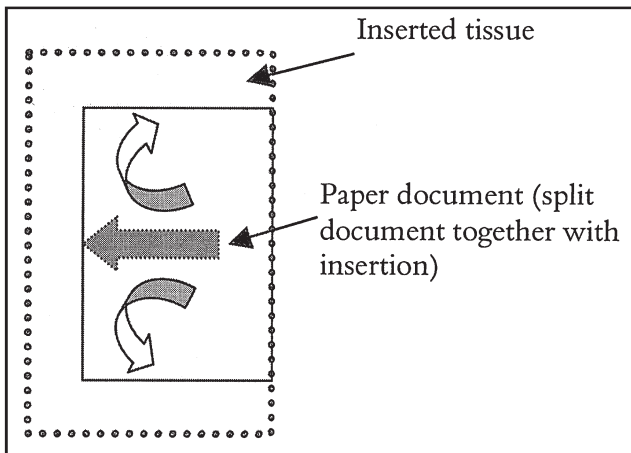 Inserted tissue
Paper document (split
document together with
insertion)